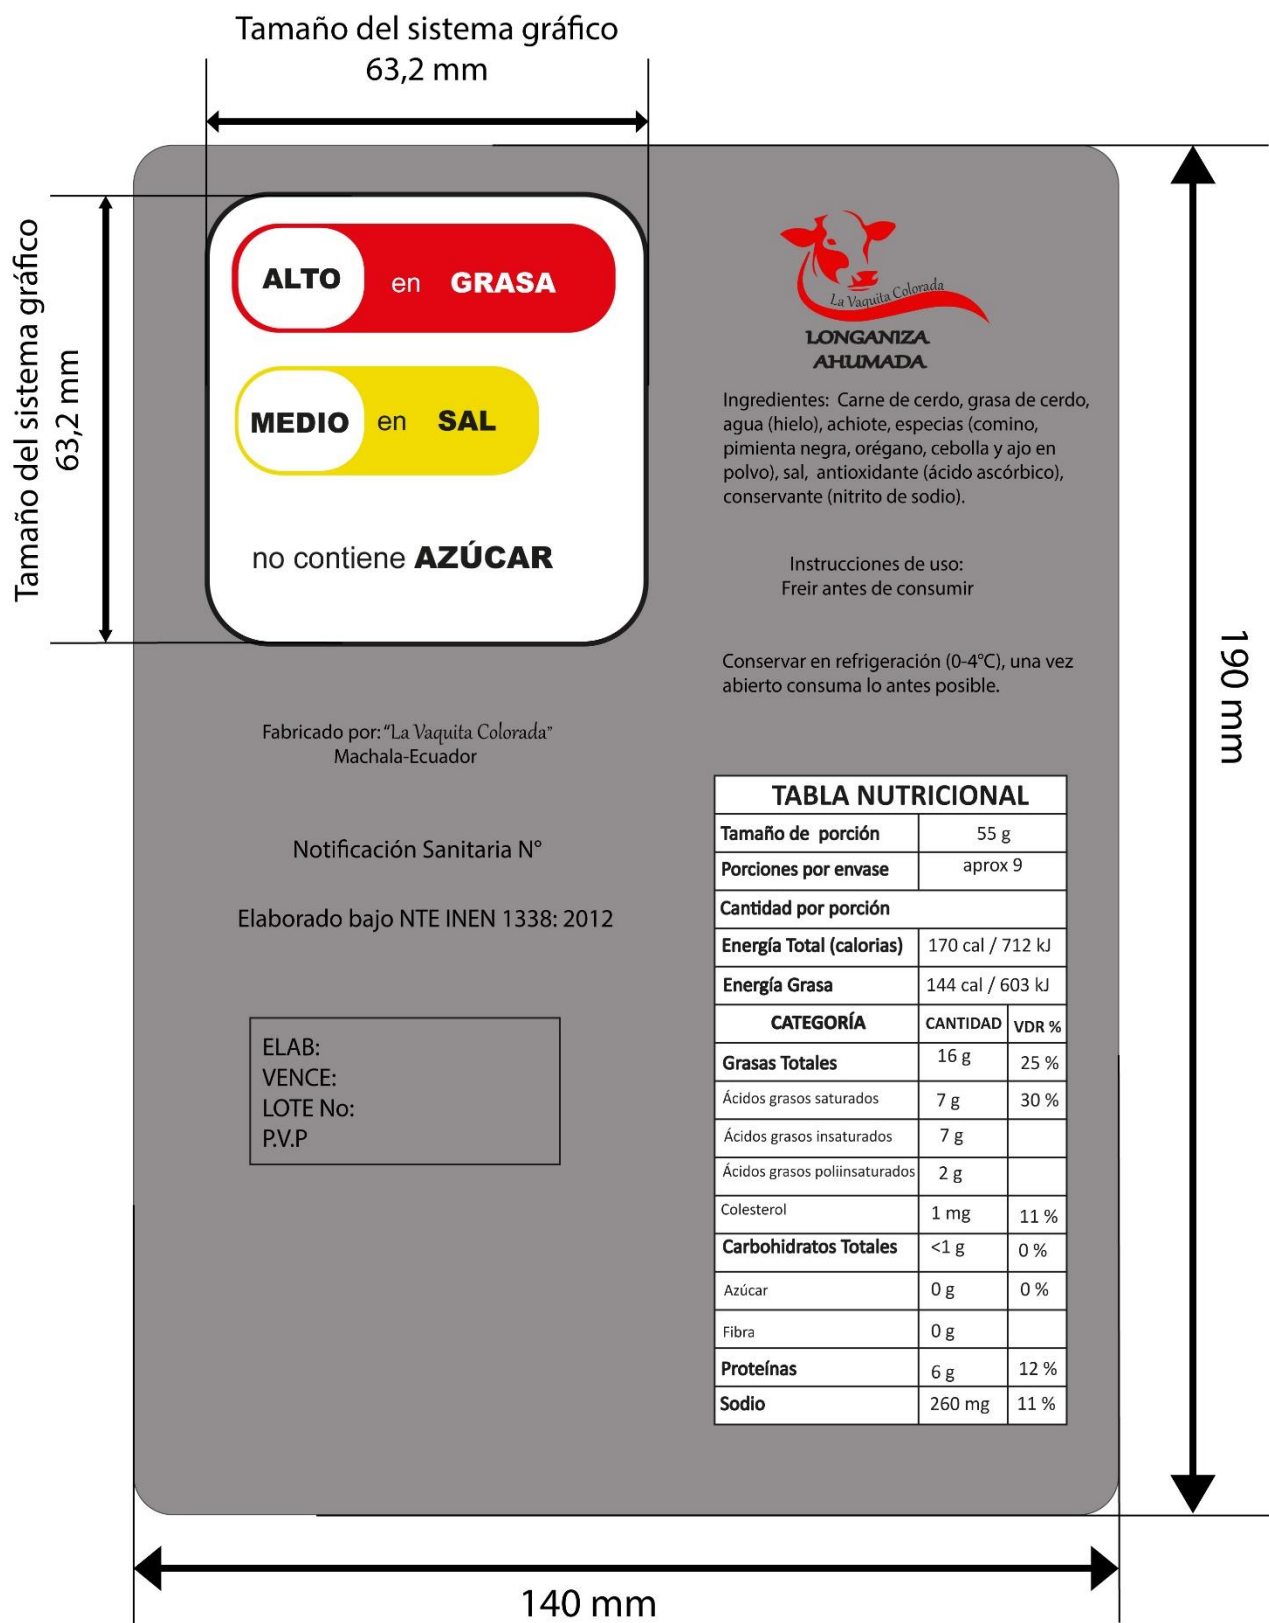 Tamaño del sistema gráfico
63,2 mm
Tamaño del sistema gráfico
63,2 mm
ALTO en GRASA
MEDIO en SAL
no contiene AZÚCAR
Fabricado por: "La Vaquita Colorada"
Machala-Ecuador
Notificación Sanitaria N°
Elaborado bajo NTE INEN 1338: 2012
ELAB:
VENCE:
LOTE No:
P.V.P
La Vaquita Colorada
LONGANIZA
AHUMADA
Ingredientes: Carne de cerdo, grasa de cerdo,
agua (hielo), achiote, especias (comino,
pimienta negra, orégano, cebolla y ajo en
polvo), sal, antioxidante (ácido ascórbico),
conservante (nitrito de sodio).
Instrucciones de uso:
Freir antes de consumir
Conservar en refrigeración (0-4°C), una vez
abierto consuma lo antes posible.
TABLA NUTRICIONAL
Tamaño de porción 55 g
Porciones por envase aprox 9
Cantidad por porción
Energía Total (calorias) 170 cal / 712 kJ
Energía Grasa 144 cal / 603 kJ
CATEGORÍA CANTIDAD VDR %
Grasas Totales 16 g 25 %
Ácidos grasos saturados 7 g 30 %
Ácidos grasos insaturados 7 g
Ácidos grasos poliinsaturados 2 g
Colesterol 1 mg 11 %
Carbohidratos Totales <1 g 0 %
Azúcar 0 g 0 %
Fibra 0 g
Proteínas 6 g 12 %
Sodio 260 mg 11 %
190 mm
140 mm